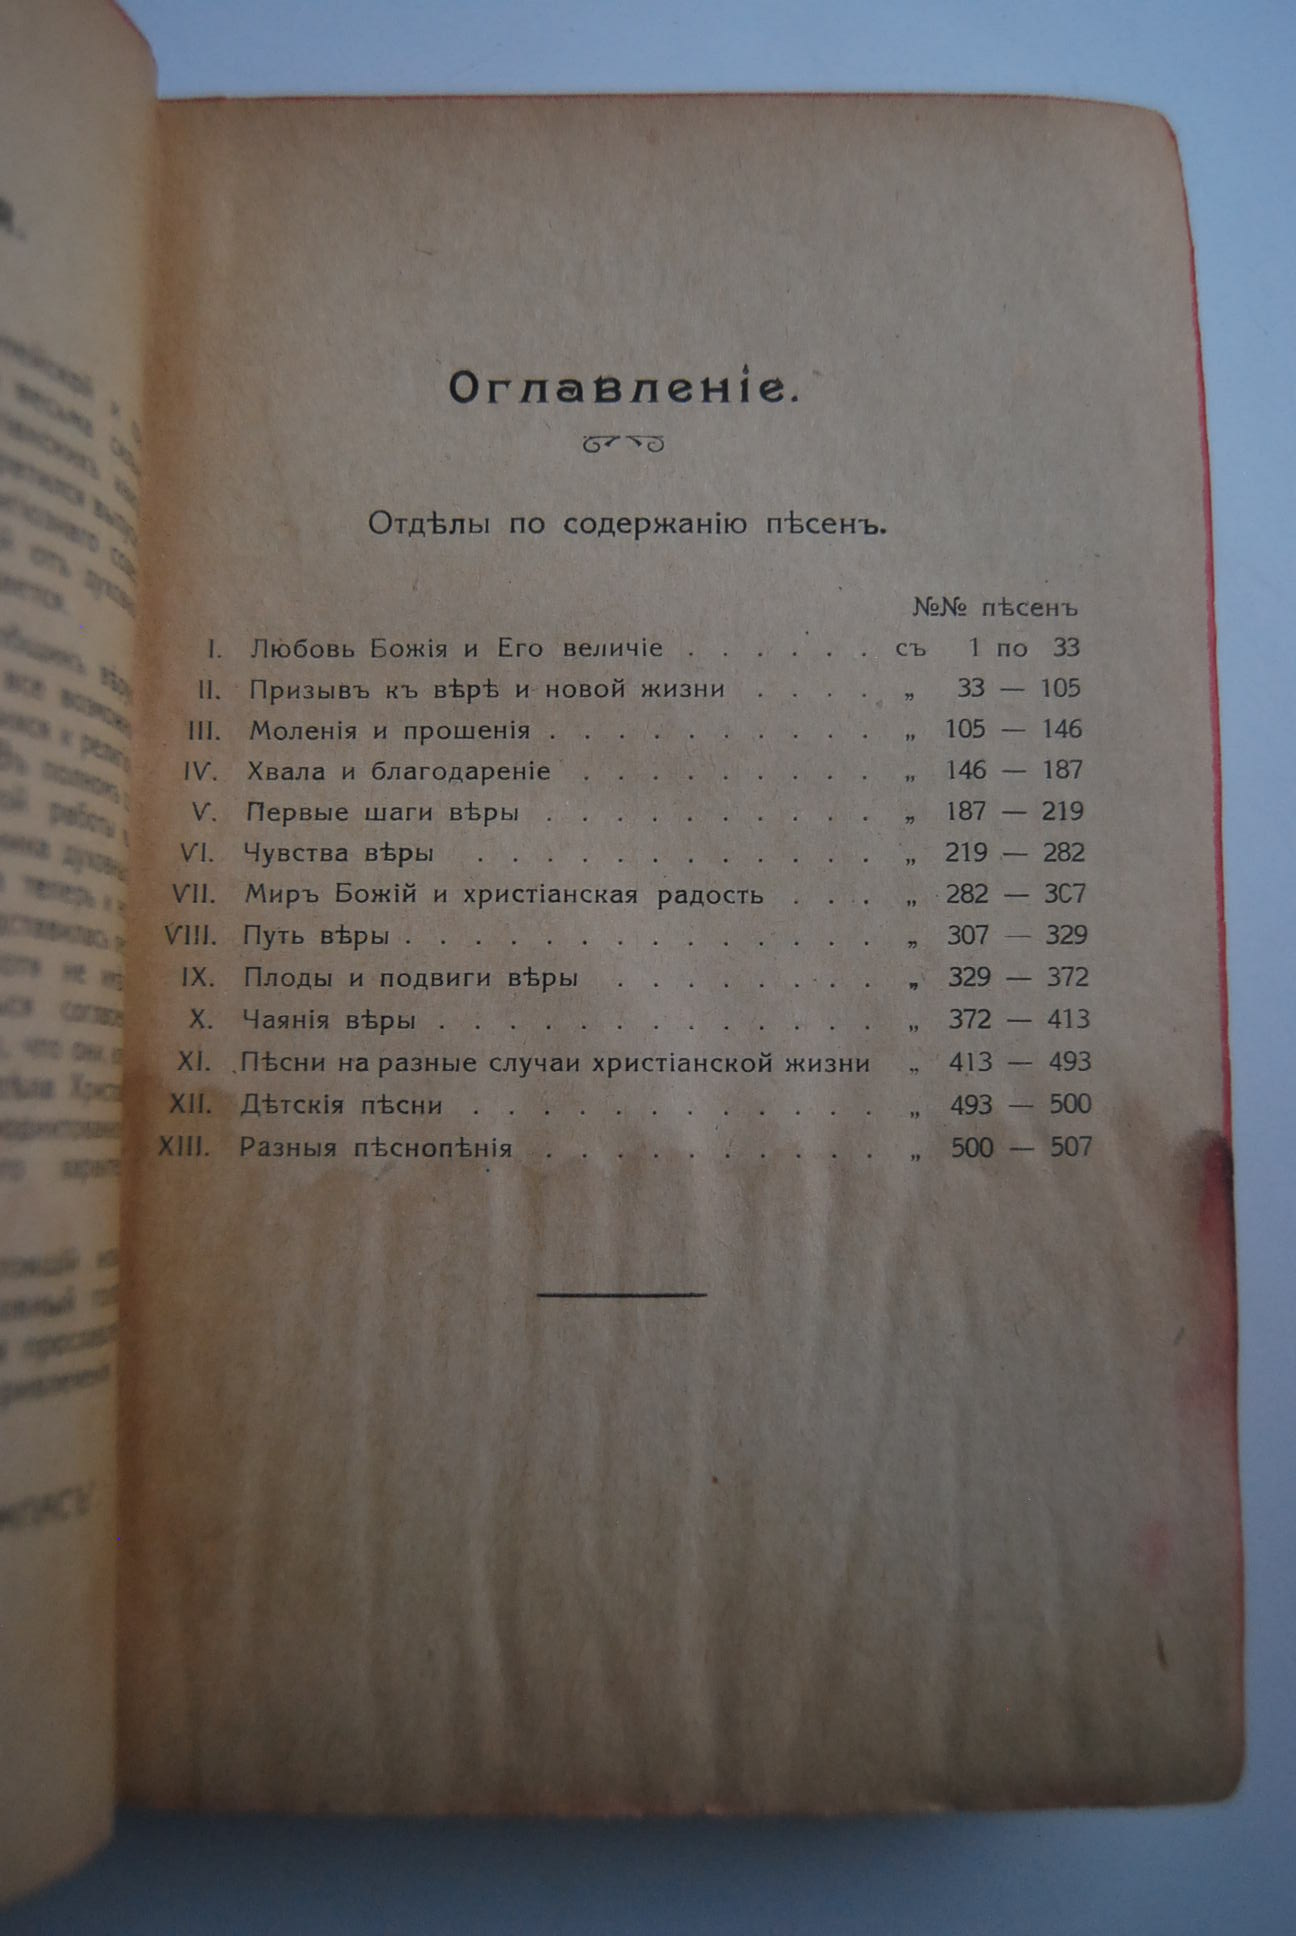 Оглавленіе.
Отдѣлы по содержанію пѣсенъ.
№№ пѣсенъ
I. Любовь Божія и Его величіе . . . . . . съ 1 по 33
II. Призывъ къ вѣрѣ и новой жизни . . . . „ 33 — 105
III. Моленія и прошенія . . . . . . . . . . „ 105 — 146
IV. Хвала и благодареніе . . . . . . . . . „ 146 — 187
V. Первые шаги вѣры . . . . . . . . . . „ 187 — 219
VI. Чувства вѣры . . . . . . . . . . . . „ 219 — 282
VII. Миръ Божій и христіанская радость . . . „ 282 — 307
VIII. Путь вѣры . . . . . . . . . . . . . . „ 307 — 329
IX. Плоды и подвиги вѣры . . . . . . . . „ 329 — 372
X. Чаянія вѣры . . . . . . . . . . . . . „ 372 — 413
XI. Пѣсни на разные случаи христіанской жизни „ 413 — 493
XII. Дѣтскія пѣсни . . . . . . . . . . . . „ 493 — 500
XIII. Разныя пѣснопѣнія . . . . . . . . . . „ 500 — 507